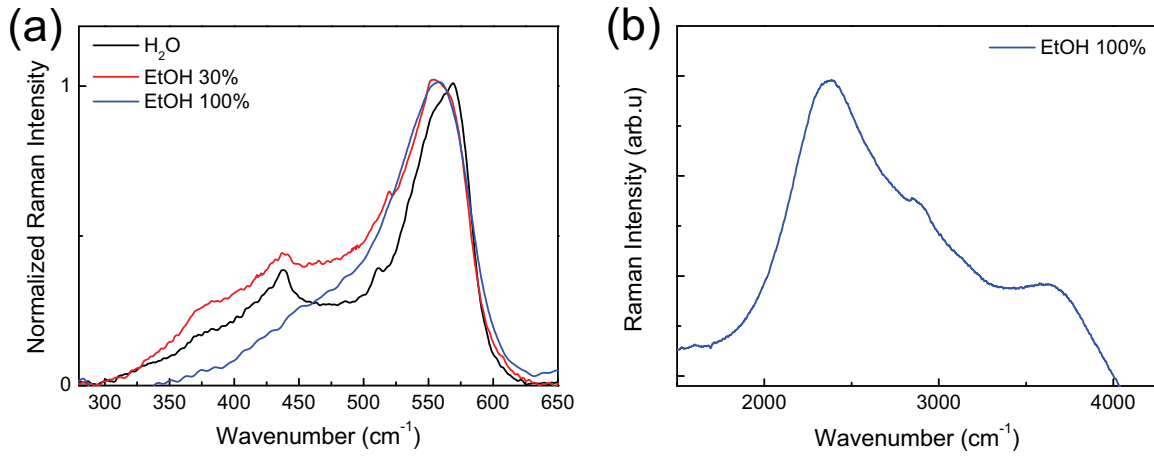 (a)
H₂O
EtOH 30%
EtOH 100%
Normalized Raman Intensity
1
0
300 350 400 450 500 550 600 650
Wavenumber (cm⁻¹)
(b)
EtOH 100%
Raman Intensity (arb.u)
2000 3000 4000
Wavenumber (cm⁻¹)